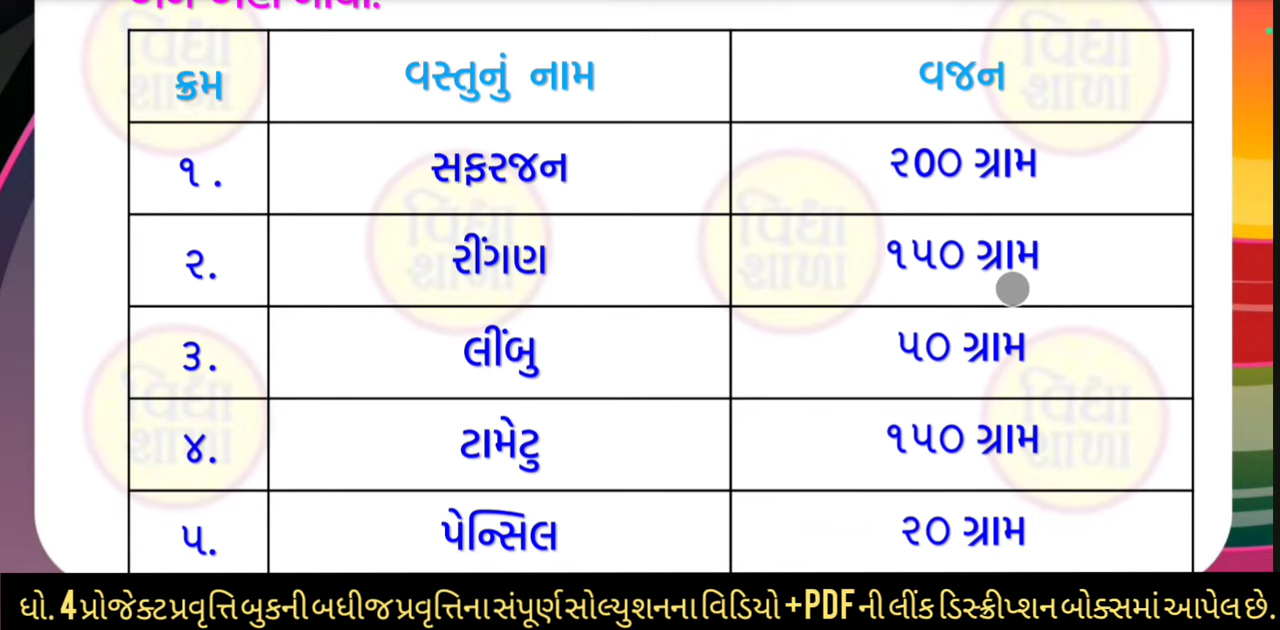 ક્રમ વસ્તુનું નામ વજન
૧. સફરજન ૨૦૦ ગ્રામ
૨. રીંગણ ૧૫૦ ગ્રામ
૩. લીંબુ ૫૦ ગ્રામ
૪. ટામેટુ ૧૫૦ ગ્રામ
૫. પેન્સિલ ૨૦ ગ્રામ
ધો. 4 પ્રોજેક્ટ પ્રવૃત્તિ બુકની બધી જ પ્રવૃત્તિના સંપૂર્ણ સોલ્યુશનના વિડિયો + PDF ની લીંક ડિસ્ક્રીપ્શન બોક્સમાં આપેલ છે.